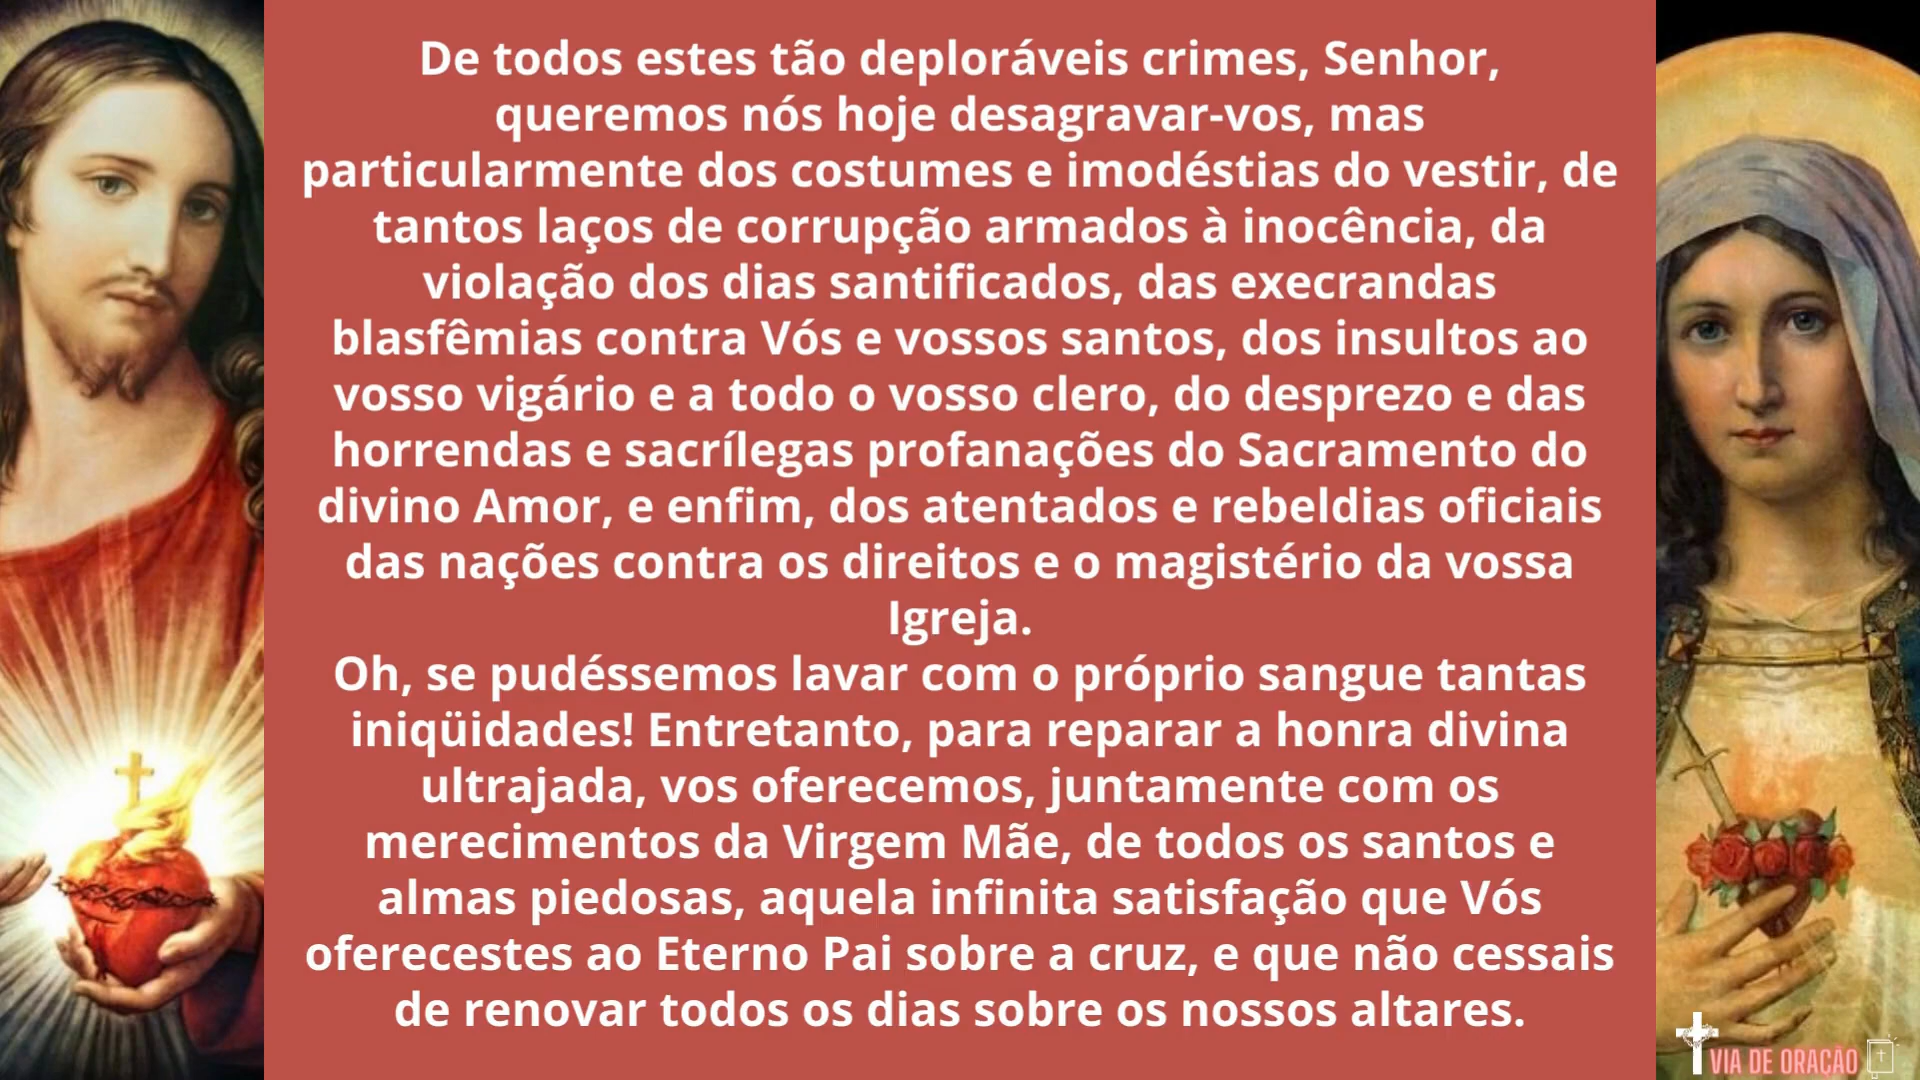 De todos estes tão deploráveis crimes, Senhor,
queremos nós hoje desagravar-vos, mas
particularmente dos costumes e imodéstias do vestir, de
tantos laços de corrupção armados à inocência, da
violação dos dias santificados, das execrandas
blasfêmias contra Vós e vossos santos, dos insultos ao
vosso vigário e a todo o vosso clero, do desprezo e das
horrendas e sacrílegas profanações do Sacramento do
divino Amor, e enfim, dos atentados e rebeldias oficiais
das nações contra os direitos e o magistério da vossa
Igreja.
Oh, se pudéssemos lavar com o próprio sangue tantas
iniqüidades! Entretanto, para reparar a honra divina
ultrajada, vos oferecemos, juntamente com os
merecimentos da Virgem Mãe, de todos os santos e
almas piedosas, aquela infinita satisfação que Vós
oferecestes ao Eterno Pai sobre a cruz, e que não cessais
de renovar todos os dias sobre os nossos altares.
VIA DE ORAÇÃO